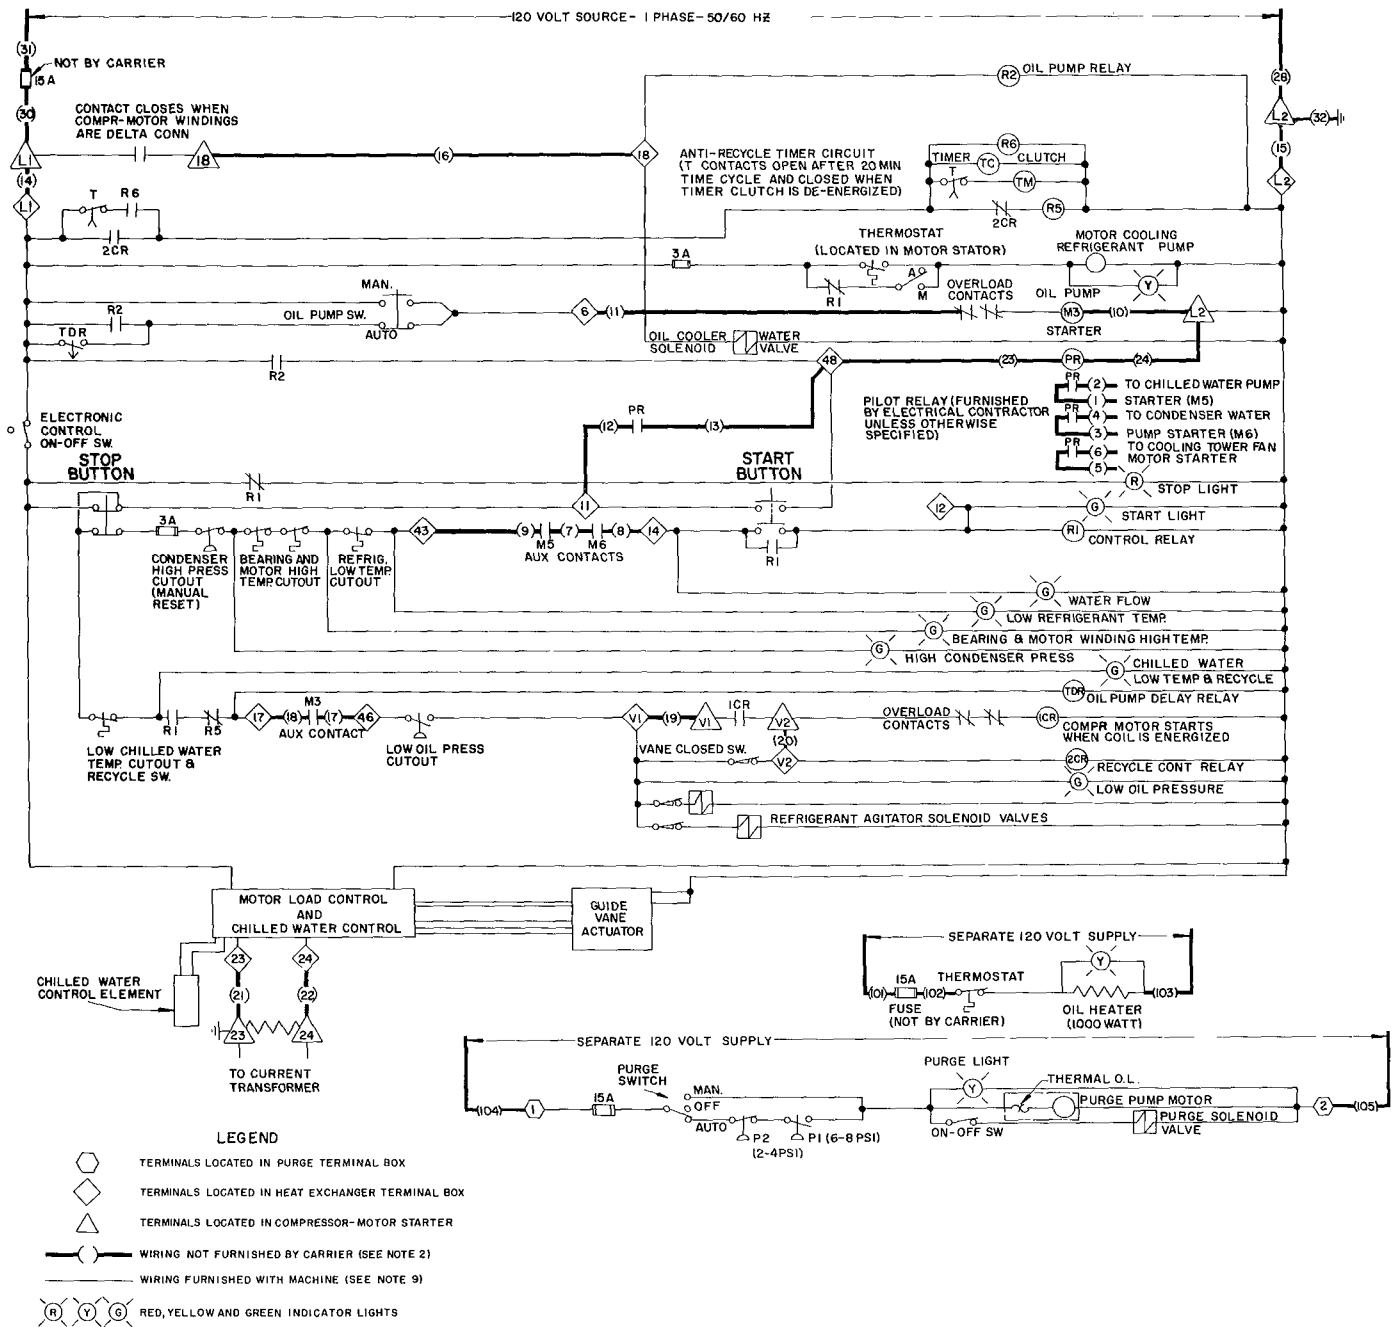 120 VOLT SOURCE- 1 PHASE- 50/60 HZ
(31)
NOT BY CARRIER
15A
(30)
CONTACT CLOSES WHEN
COMPR-MOTOR WINDINGS
ARE DELTA CONN
L1
18
(16)
18
R2
OIL PUMP RELAY
(28)
L2
(32)
(15)
L2
(14)
L1
T
R6
2CR
ANTI-RECYCLE TIMER CIRCUIT
(T CONTACTS OPEN AFTER 20 MIN
TIME CYCLE AND CLOSED WHEN
TIMER CLUTCH IS DE-ENERGIZED)
R6
TIMER TC CLUTCH
T
TM
2CR
R5
THERMOSTAT
(LOCATED IN MOTOR STATOR)
MOTOR COOLING
REFRIGERANT PUMP
3A
R1
A
M
Y
MAN.
OIL PUMP SW.
AUTO
R2
TDR
6
(11)
OVERLOAD
CONTACTS
OIL PUMP
M3
STARTER
(10)
L2
OIL COOLER
SOLENOID
WATER
VALVE
R2
48
(23)
PR
(24)
ELECTRONIC
CONTROL
ON-OFF SW.
(12)
PR
(13)
PILOT RELAY (FURNISHED
BY ELECTRICAL CONTRACTOR
UNLESS OTHERWISE
SPECIFIED)
PR
(2) TO CHILLED WATER PUMP
(1) STARTER (M5)
PR
(4) TO CONDENSER WATER
(3) PUMP STARTER (M6)
PR
(6) TO COOLING TOWER FAN
MOTOR STARTER
(5)
STOP
BUTTON
START
BUTTON
R1
R
STOP LIGHT
11
12
G
START LIGHT
3A
43
(9)
(7)
(8)
14
M5
M6
AUX CONTACTS
R1
R1
CONTROL RELAY
CONDENSER
HIGH PRESS
CUTOUT
(MANUAL
RESET)
BEARING AND
MOTOR HIGH
TEMP. CUTOUT
REFRIG.
LOW TEMP.
CUTOUT
G
WATER FLOW
G
LOW REFRIGERANT TEMP.
G
BEARING & MOTOR WINDING HIGH TEMP.
G
HIGH CONDENSER PRESS
G
CHILLED WATER
LOW TEMP & RECYCLE
TDR
OIL PUMP DELAY RELAY
LOW CHILLED WATER
TEMP. CUTOUT &
RECYCLE SW.
R1
R5
17
(18)
M3
(17)
46
AUX CONTACT
LOW OIL PRESS
CUTOUT
V1
(19)
V1
1CR
V2
(20)
V2
OVERLOAD
CONTACTS
1CR
COMPR MOTOR STARTS
WHEN COIL IS ENERGIZED
VANE CLOSED SW.
2CR
RECYCLE CONT RELAY
G
LOW OIL PRESSURE
REFRIGERANT AGITATOR SOLENOID VALVES
MOTOR LOAD CONTROL
AND
CHILLED WATER CONTROL
GUIDE
VANE
ACTUATOR
23
24
(21)
(22)
23
24
CHILLED WATER
CONTROL ELEMENT
TO CURRENT
TRANSFORMER
SEPARATE 120 VOLT SUPPLY
(101)
15A
(102)
THERMOSTAT
Y
(103)
FUSE
(NOT BY CARRIER)
OIL HEATER
(1000 WATT)
SEPARATE 120 VOLT SUPPLY
(104)
1
15A
PURGE
SWITCH
MAN.
OFF
AUTO
P2
(2-4PSI)
P1 (6-8 PSI)
PURGE LIGHT
Y
THERMAL O.L.
PURGE PUMP MOTOR
ON-OFF SW
PURGE SOLENOID
VALVE
2
(105)
LEGEND
TERMINALS LOCATED IN PURGE TERMINAL BOX
TERMINALS LOCATED IN HEAT EXCHANGER TERMINAL BOX
TERMINALS LOCATED IN COMPRESSOR-MOTOR STARTER
( ) WIRING NOT FURNISHED BY CARRIER (SEE NOTE 2)
WIRING FURNISHED WITH MACHINE (SEE NOTE 9)
R Y G RED, YELLOW AND GREEN INDICATOR LIGHTS